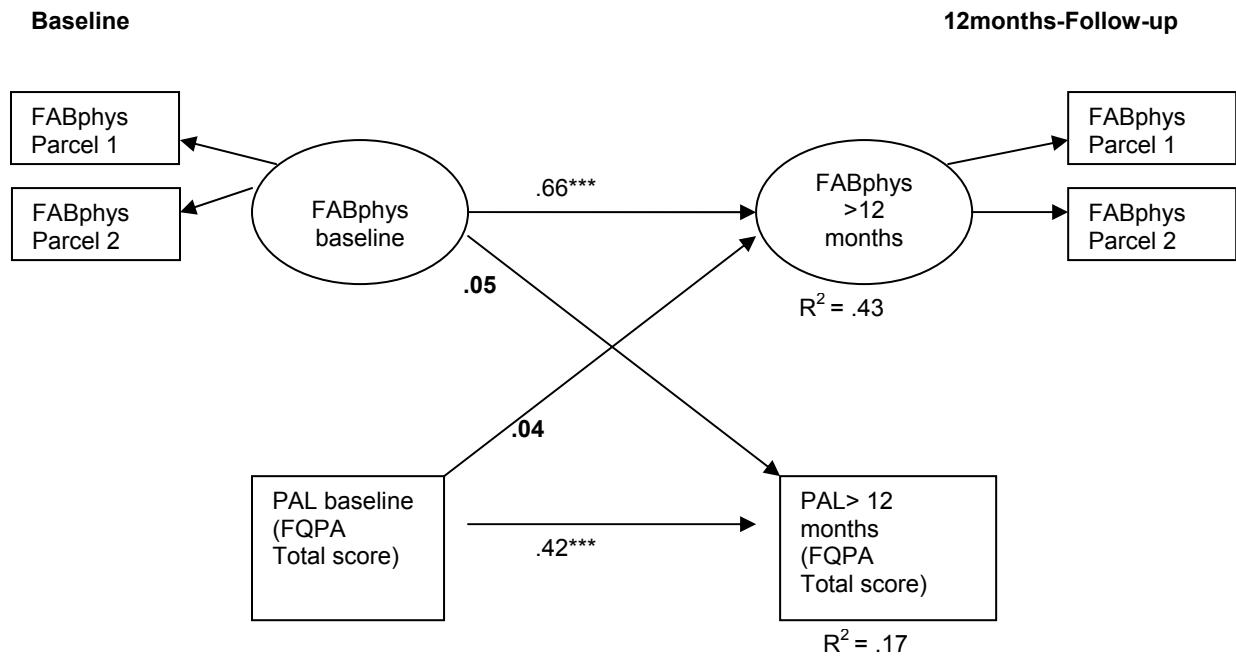 Baseline
12months-Follow-up
FABphys
Parcel 1
FABphys
Parcel 2
FABphys
baseline
.66***
FABphys
>12
months
FABphys
Parcel 1
FABphys
Parcel 2
.05
R² = .43
.04
PAL baseline
(FQPA
Total score)
.42***
PAL> 12
months
(FQPA
Total score)
R² = .17